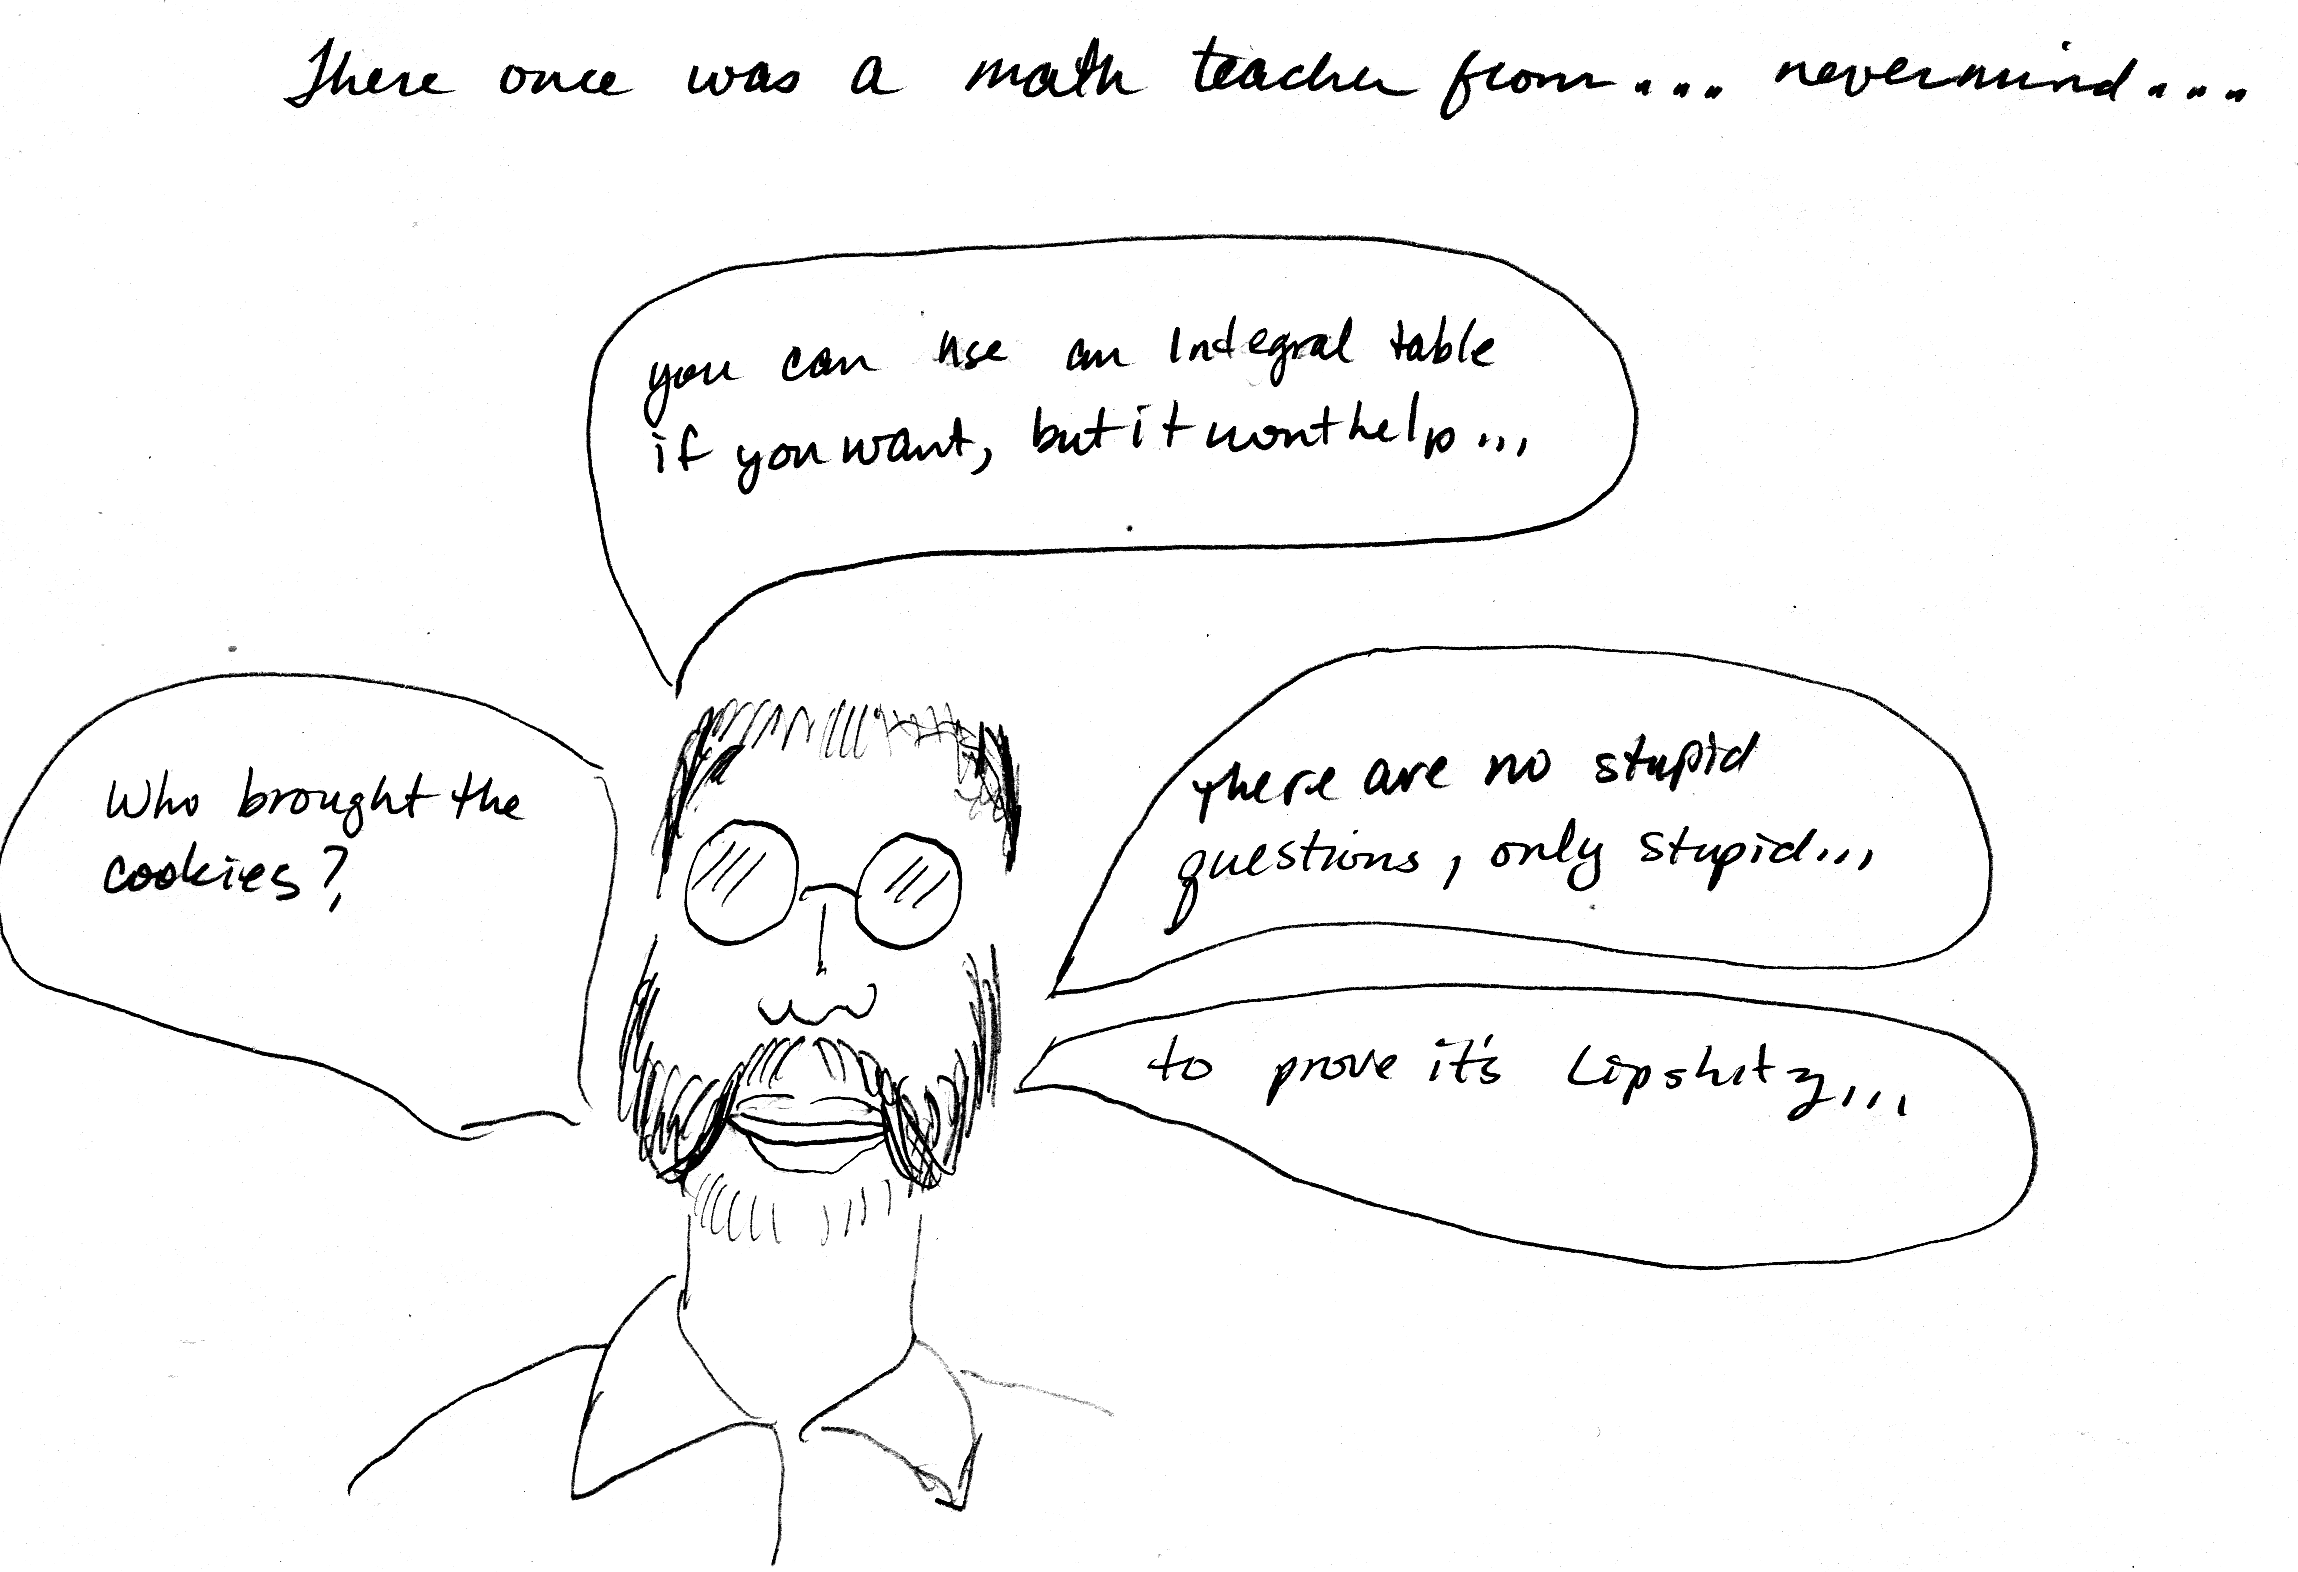 There once was a math teacher from.... nevermind....
you can use an Integral table
if you want, but it wont help...
Who brought the
cookies?
there are no stupid
questions, only stupid...
to prove it's Lipshitz...